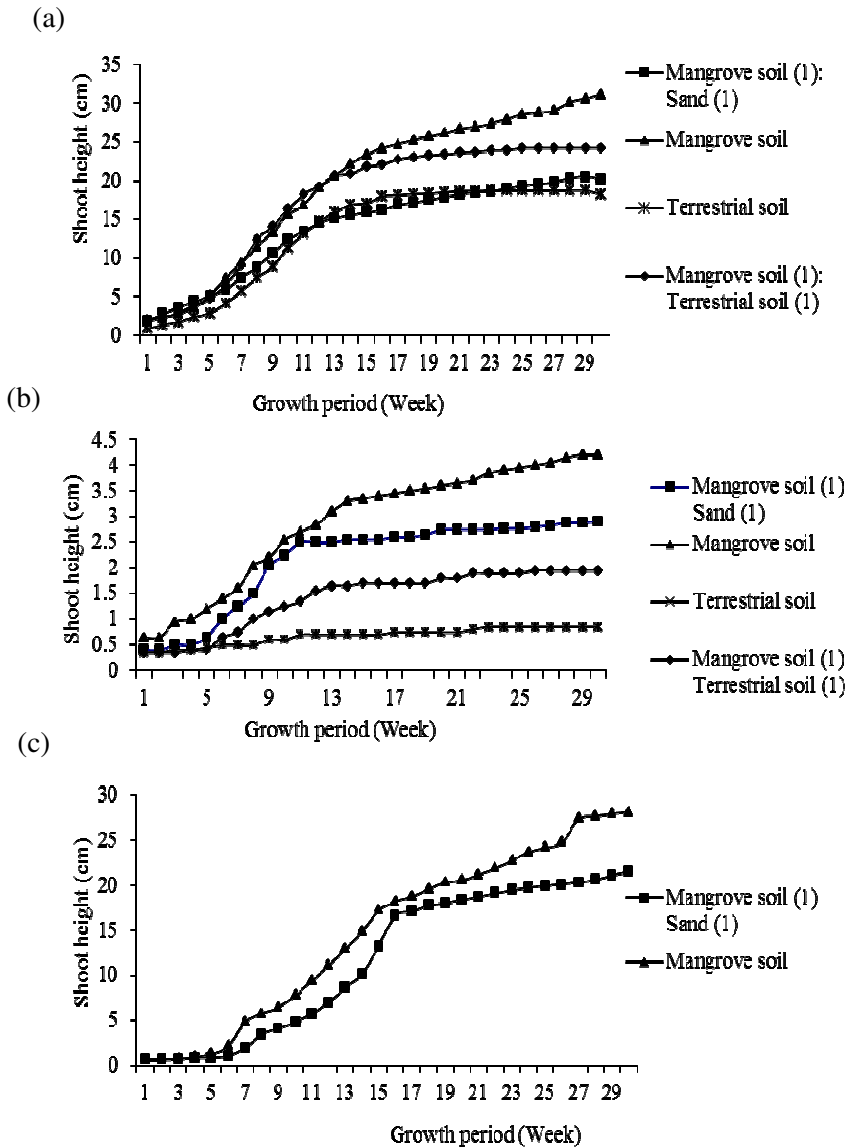 (a)
Shoot height (cm)
35
30
25
20
15
10
5
0
1 3 5 7 9 11 13 15 17 19 21 23 25 27 29
Growth period (Week)
Mangrove soil (1):
Sand (1)
Mangrove soil
Terrestrial soil
Mangrove soil (1):
Terrestrial soil (1)
(b)
Shoot height (cm)
4.5
4
3.5
3
2.5
2
1.5
1
0.5
0
1 5 9 13 17 21 25 29
Growth period (Week)
Mangrove soil (1)
Sand (1)
Mangrove soil
Terrestrial soil
Mangrove soil (1)
Terrestrial soil (1)
(c)
Shoot height (cm)
30
25
20
15
10
5
0
1 3 5 7 9 11 13 15 17 19 21 23 25 27 29
Growth period (Week)
Mangrove soil (1)
Sand (1)
Mangrove soil